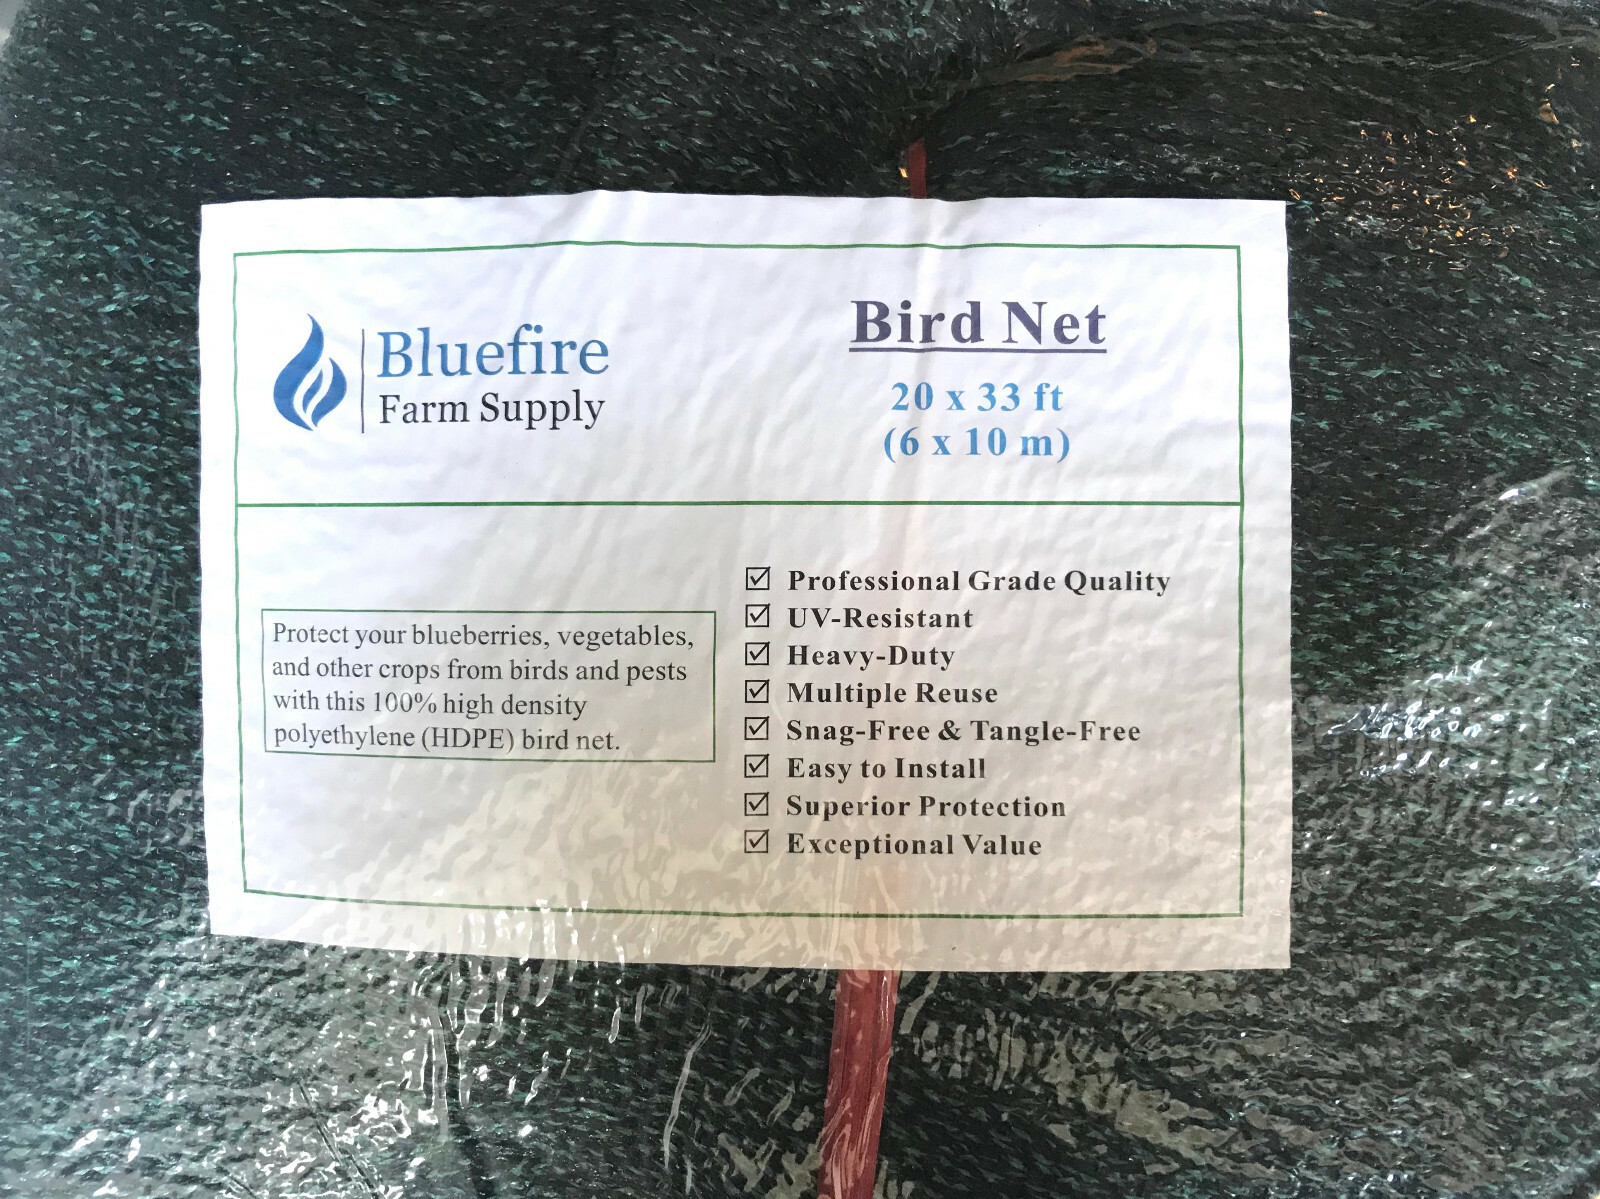 Bluefire
Farm Supply
Bird Net
20 x 33 ft
(6 x 10 m)
Protect your blueberries, vegetables,
and other crops from birds and pests
with this 100% high density
polyethylene (HDPE) bird net.
☑ Professional Grade Quality
☑ UV-Resistant
☑ Heavy-Duty
☑ Multiple Reuse
☑ Snag-Free & Tangle-Free
☑ Easy to Install
☑ Superior Protection
☑ Exceptional Value